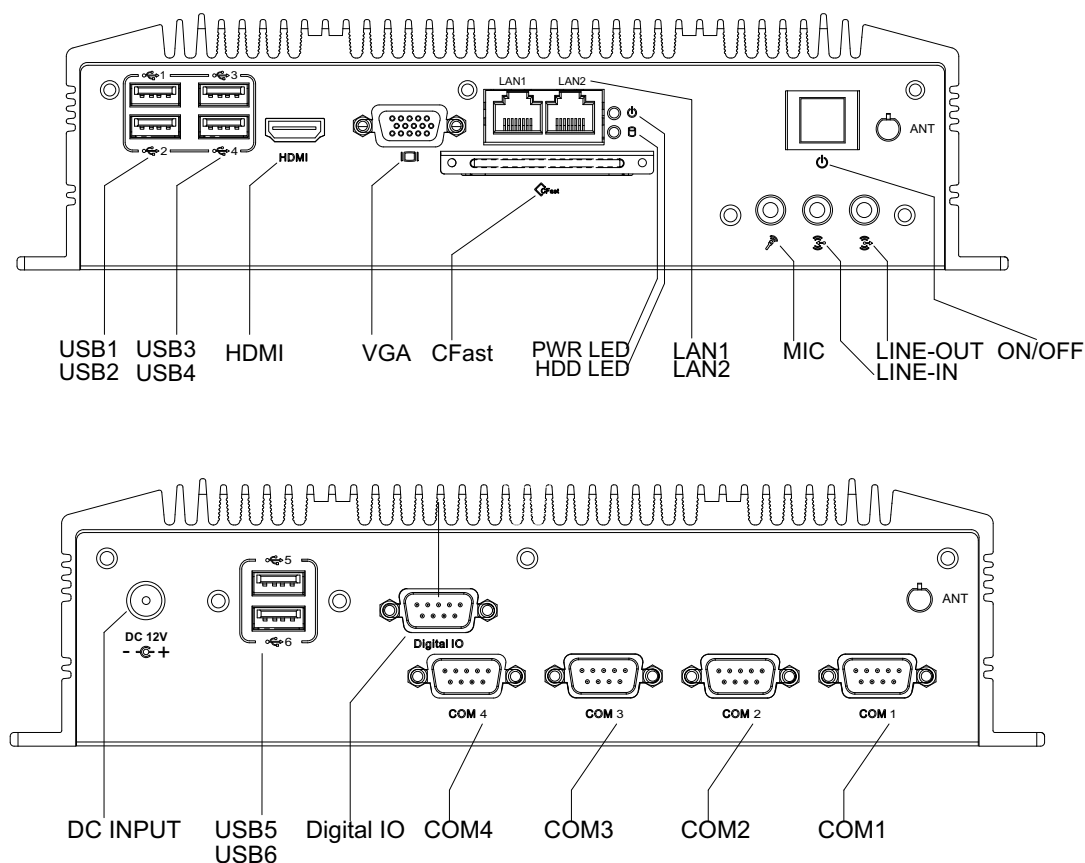 1 3
2 4
HDMI
LAN1 LAN2
CFast
ANT
USB1 USB3 HDMI VGA CFast PWR LED LAN1 MIC LINE-OUT ON/OFF
USB2 USB4 HDD LED LAN2 LINE-IN
5
6
DC 12V
- +
Digital IO
ANT
COM 4 COM 3 COM 2 COM 1
DC INPUT USB5 Digital IO COM4 COM3 COM2 COM1
USB6